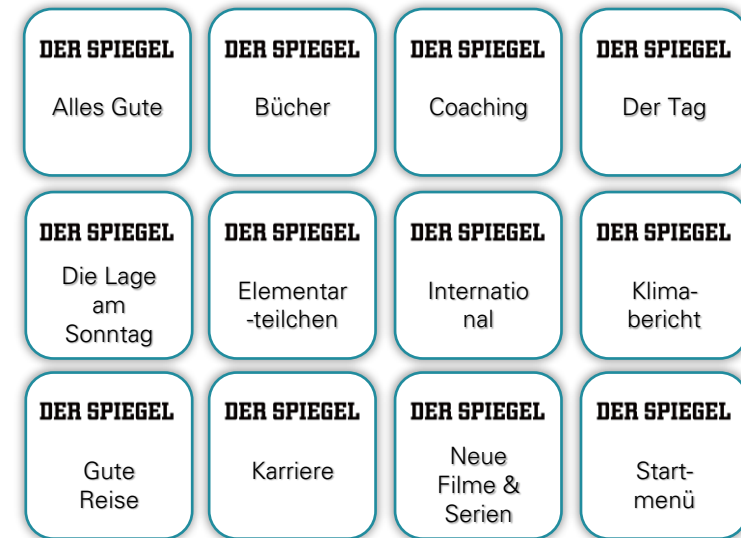 DER SPIEGEL
Alles Gute
DER SPIEGEL
Bücher
DER SPIEGEL
Coaching
DER SPIEGEL
Der Tag
DER SPIEGEL
Die Lage
am
Sonntag
DER SPIEGEL
Elementar
-teilchen
DER SPIEGEL
Internatio
nal
DER SPIEGEL
Klima-
bericht
DER SPIEGEL
Gute
Reise
DER SPIEGEL
Karriere
DER SPIEGEL
Neue
Filme &
Serien
DER SPIEGEL
Start-
menü